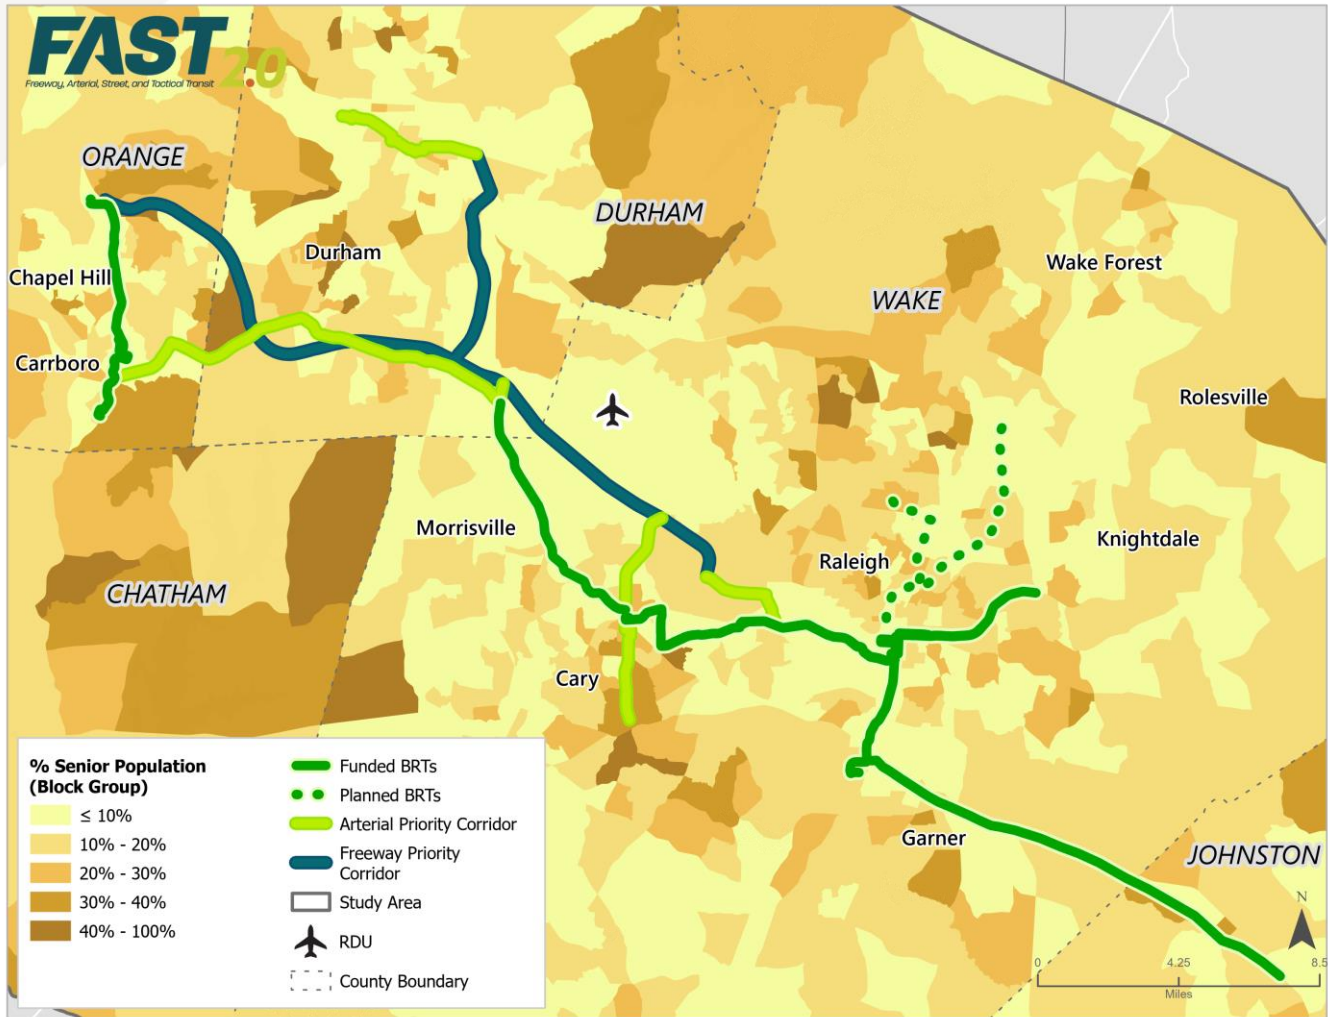 FAST 2.0
Freeway, Arterial, Street, and Tactical Transit
ORANGE
DURHAM
Durham
Chapel Hill
Wake Forest
WAKE
Carrboro
Rolesville
Morrisville
Knightdale
Raleigh
CHATHAM
Cary
Garner
JOHNSTON
% Senior Population
(Block Group)
≤ 10%
10% - 20%
20% - 30%
30% - 40%
40% - 100%
Funded BRTs
Planned BRTs
Arterial Priority Corridor
Freeway Priority
Corridor
Study Area
RDU
County Boundary
N
0 4.25 8.5
Miles